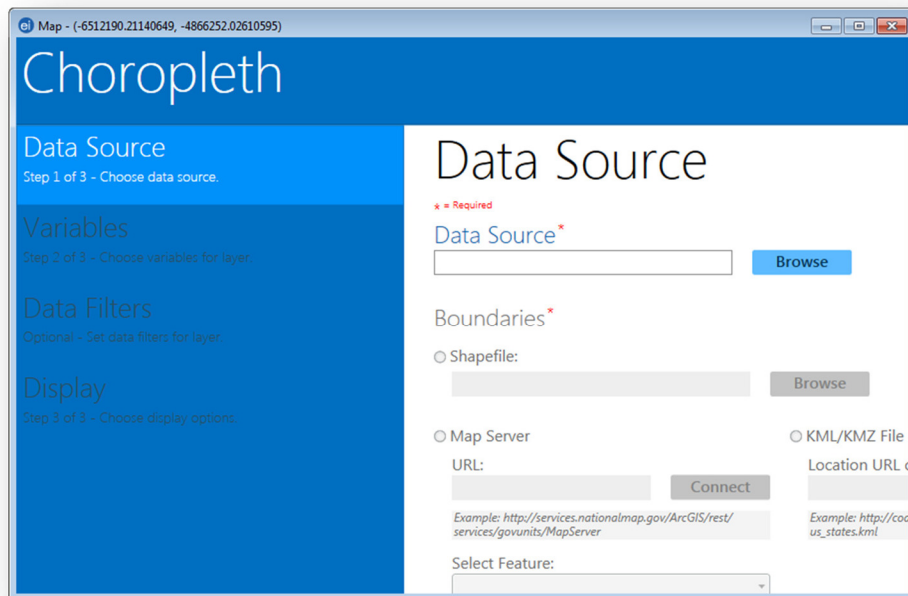 ei Map - (-6512190.21140649, -4866252.02610595)
Choropleth
Data Source
Step 1 of 3 - Choose data source.
Variables
Step 2 of 3 - Choose variables for layer.
Data Filters
Optional - Set data filters for layer.
Display
Step 3 of 3 - Choose display options.
Data Source
* = Required
Data Source*
Browse
Boundaries*
Shapefile:
Browse
Map Server
URL:
Connect
Example: http://services.nationalmap.gov/ArcGIS/rest/
services/govunits/MapServer
Select Feature:
KML/KMZ File
Location URL
Example: http://
us_states.kml